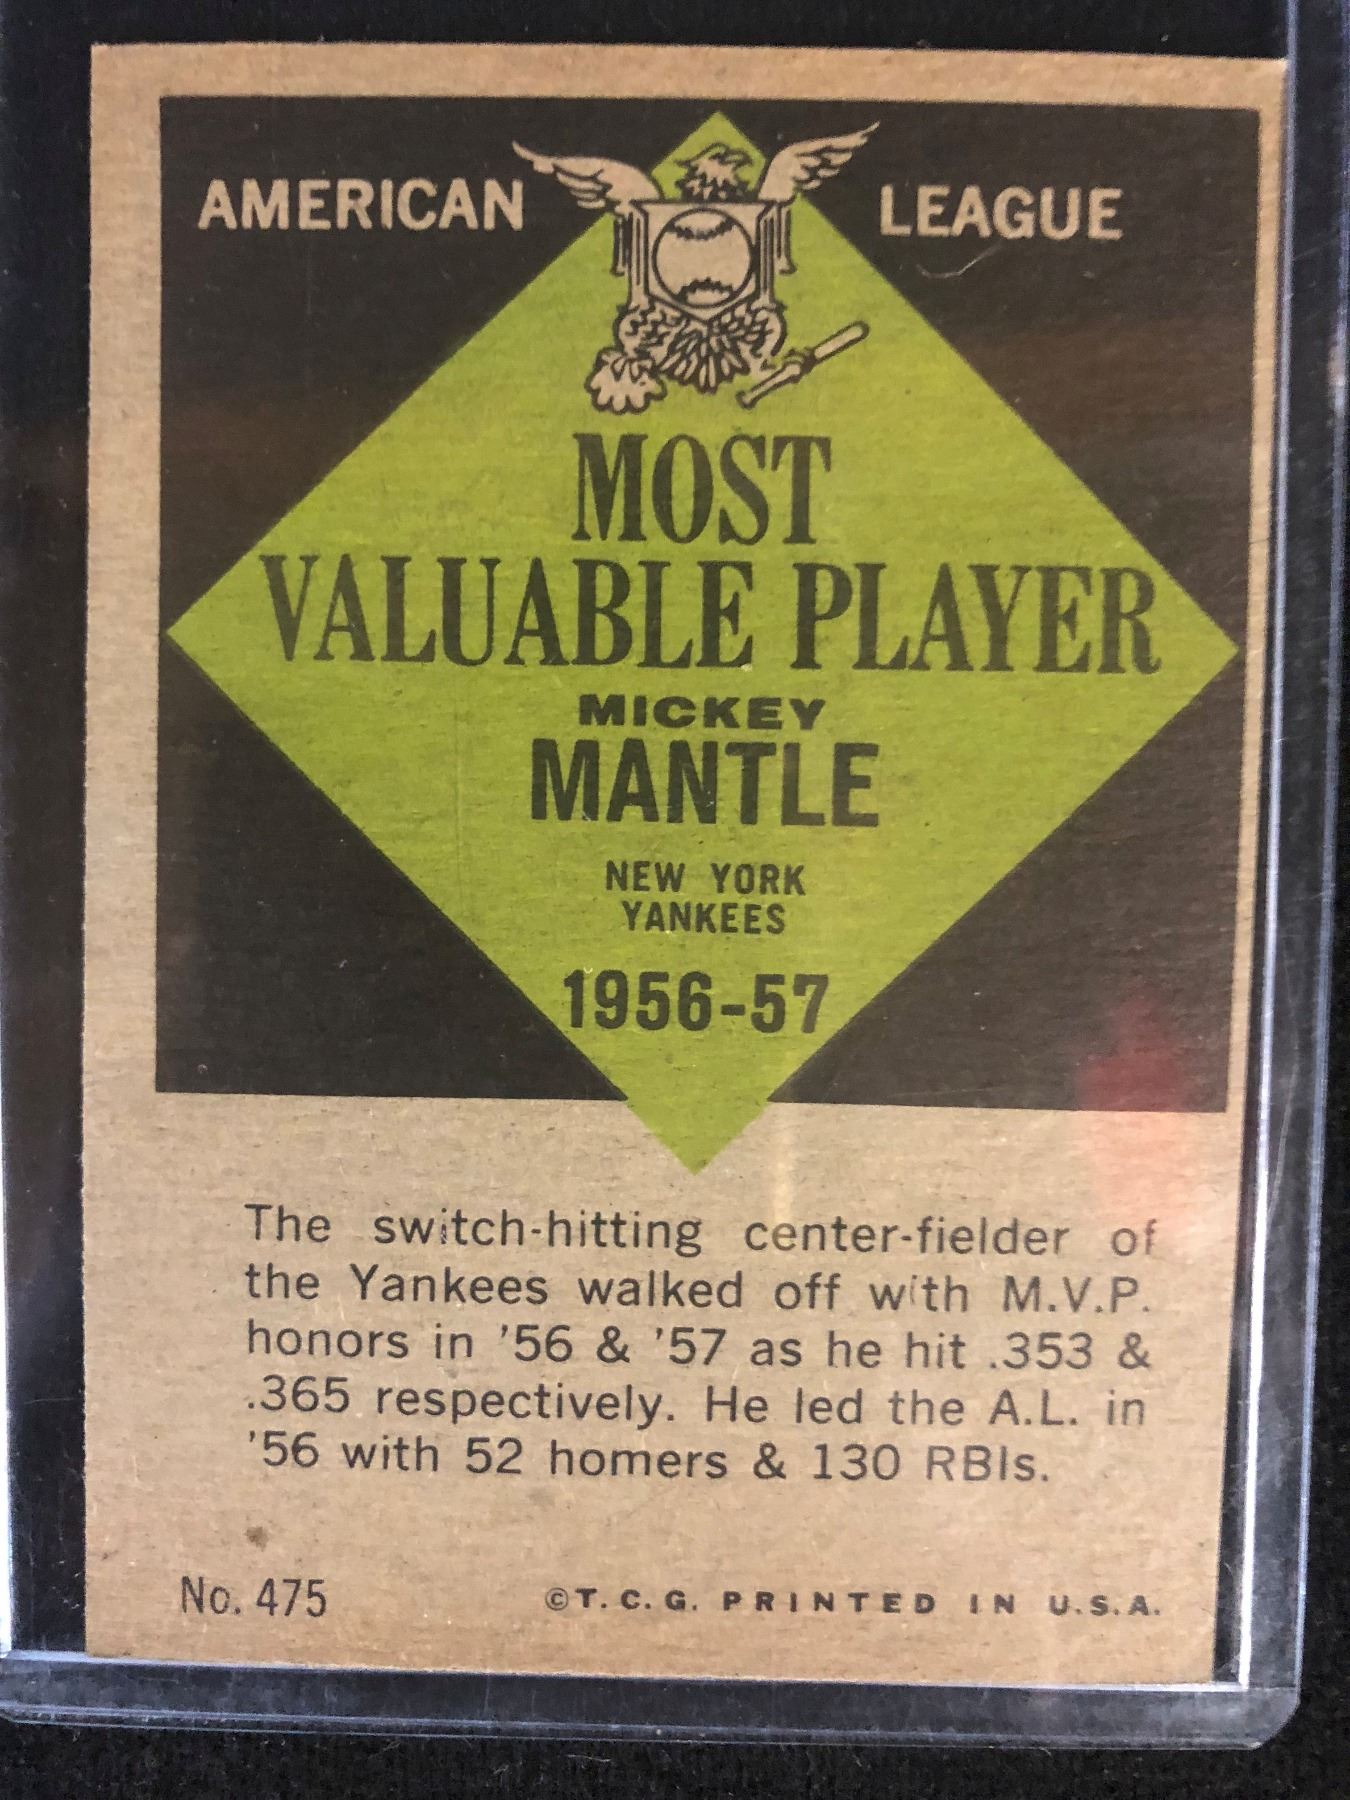 AMERICAN LEAGUE
MOST
VALUABLE PLAYER
MICKEY
MANTLE
NEW YORK
YANKEES
1956-57
The switch-hitting center-fielder of
the Yankees walked off with M.V.P.
honors in '56 & '57 as he hit .353 &
.365 respectively. He led the A.L. in
'56 with 52 homers & 130 RBIs.
No. 475 ©T.C.G. PRINTED IN U.S.A.